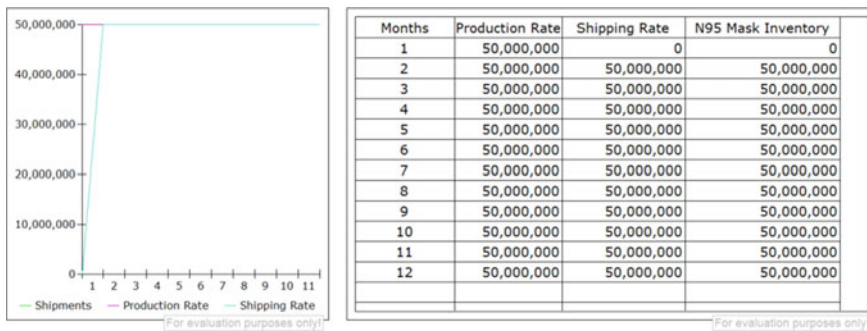 50,000,000
40,000,000
30,000,000
20,000,000
10,000,000
0
1 2 3 4 5 6 7 8 9 10 11
Shipments Production Rate Shipping Rate
For evaluation purposes only!
Months Production Rate Shipping Rate N95 Mask Inventory
1 50,000,000 0 0
2 50,000,000 50,000,000 50,000,000
3 50,000,000 50,000,000 50,000,000
4 50,000,000 50,000,000 50,000,000
5 50,000,000 50,000,000 50,000,000
6 50,000,000 50,000,000 50,000,000
7 50,000,000 50,000,000 50,000,000
8 50,000,000 50,000,000 50,000,000
9 50,000,000 50,000,000 50,000,000
10 50,000,000 50,000,000 50,000,000
11 50,000,000 50,000,000 50,000,000
12 50,000,000 50,000,000 50,000,000
For evaluation purposes only